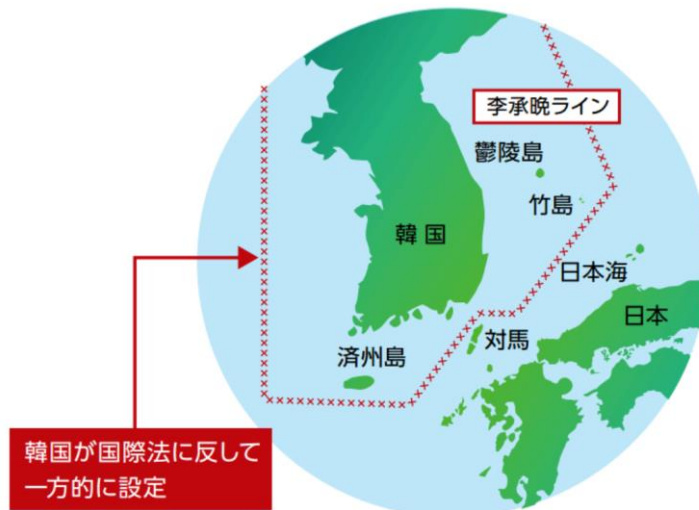 李承晩ライン
鬱陵島
竹島
韓国
日本海
日本
対馬
済州島
韓国が国際法に反して
一方的に設定